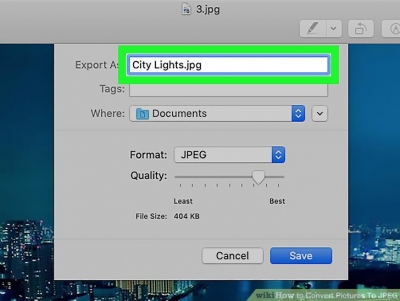 3.jpg
Export As: City Lights.jpg
Tags:
Where: Documents
Format: JPEG
Quality:
Least Best
File Size: 404 KB
Cancel Save
wikiHow to Convert Pictures To JPEG